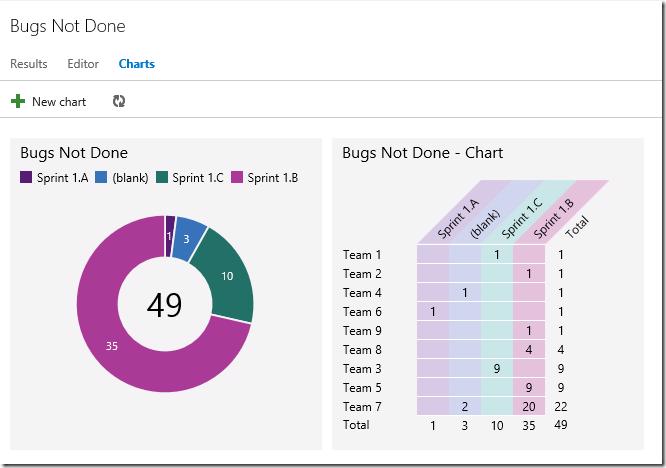 Bugs Not Done
Results Editor Charts
New chart
Bugs Not Done
Sprint 1.A (blank) Sprint 1.C Sprint 1.B
1
3
10
35
49
Bugs Not Done - Chart
Sprint 1.A (blank) Sprint 1.C Sprint 1.B Total
Team 1 1 1
Team 2 1 1
Team 4 1 1
Team 6 1 1
Team 9 1 1
Team 8 4 4
Team 3 9 9
Team 5 9 9
Team 7 2 20 22
Total 1 3 10 35 49